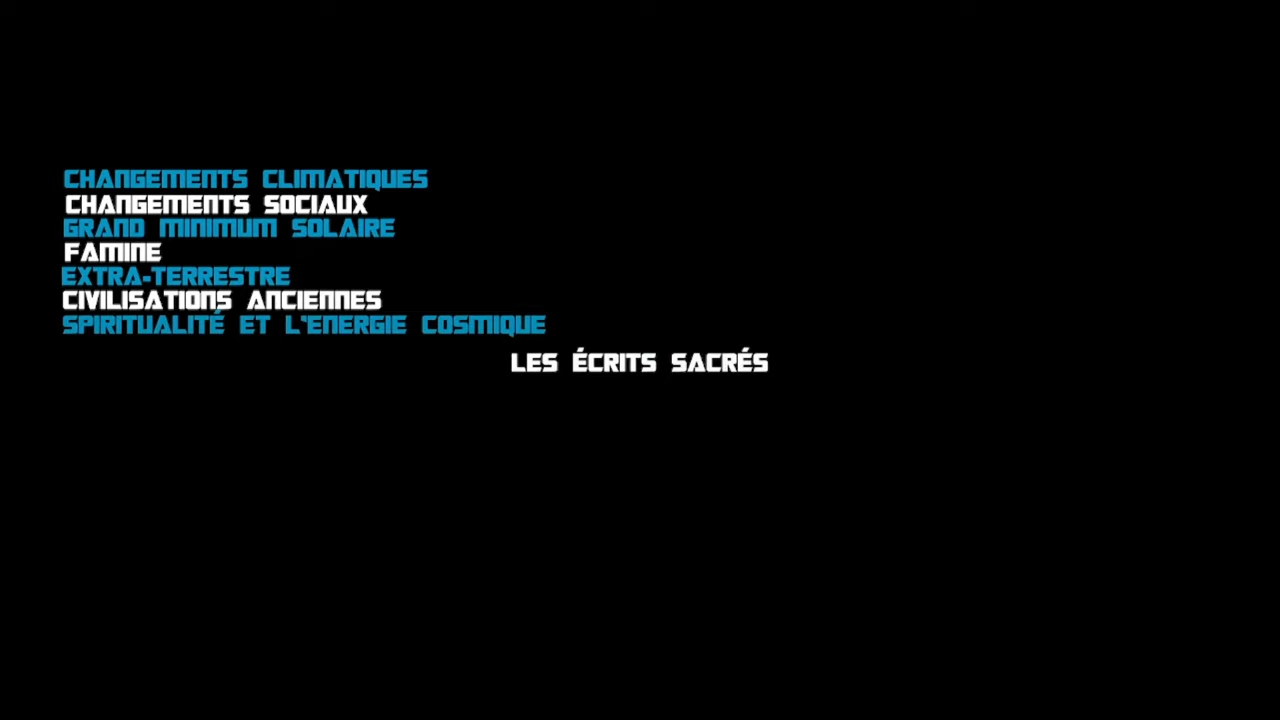 CHANGEMENTS CLIMATIQUES
CHANGEMENTS SOCIAUX
GRAND MINIMUM SOLAIRE
FAMINE
EXTRA-TERRESTRE
CIVILISATIONS ANCIENNES
SPIRITUALITÉ ET L'ENERGIE COSMIQUE
LES ÉCRITS SACRÉS